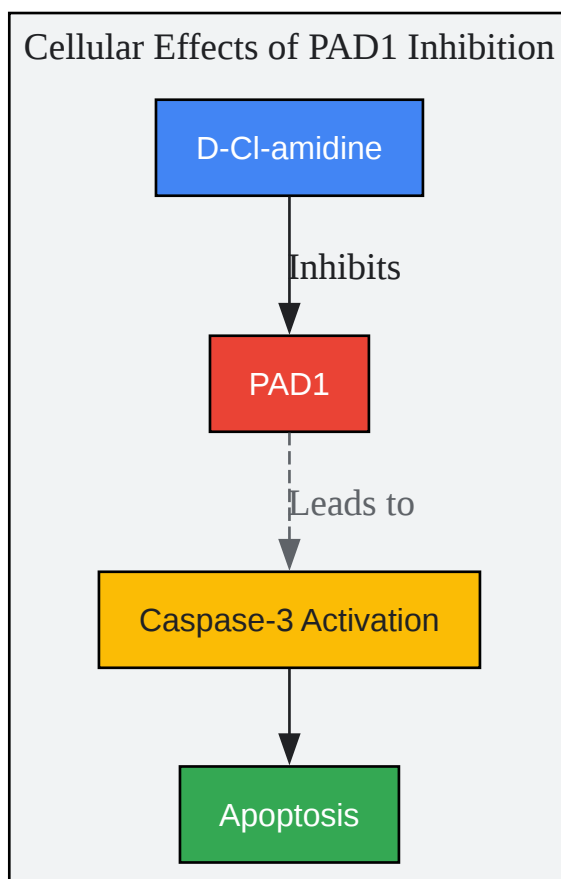 Cellular Effects of PAD1 Inhibition
D-Cl-amidine
Inhibits
PAD1
Leads to
Caspase-3 Activation
Apoptosis